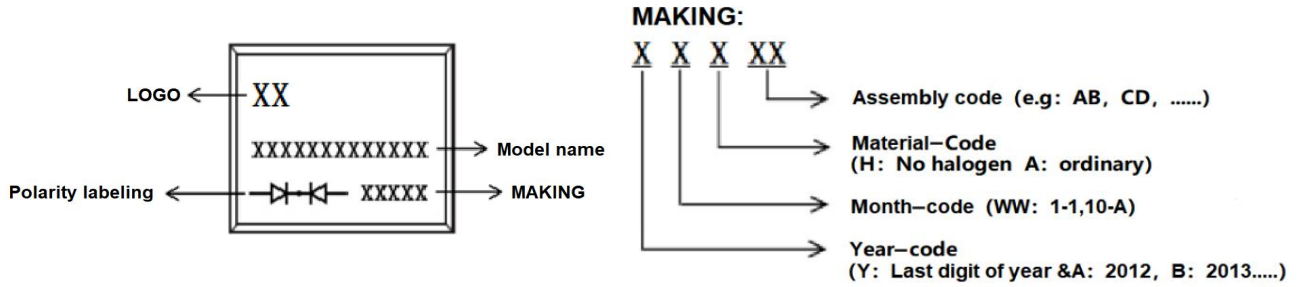 LOGO
XX
XXXXXXXXXXXXX
Model name
Polarity labeling
XXXXX
MAKING
MAKING:
X X X XX
Assembly code (e.g: AB, CD, ......)
Material-Code
(H: No halogen A: ordinary)
Month-code (WW: 1-1,10-A)
Year-code
(Y: Last digit of year &A: 2012, B: 2013.....)